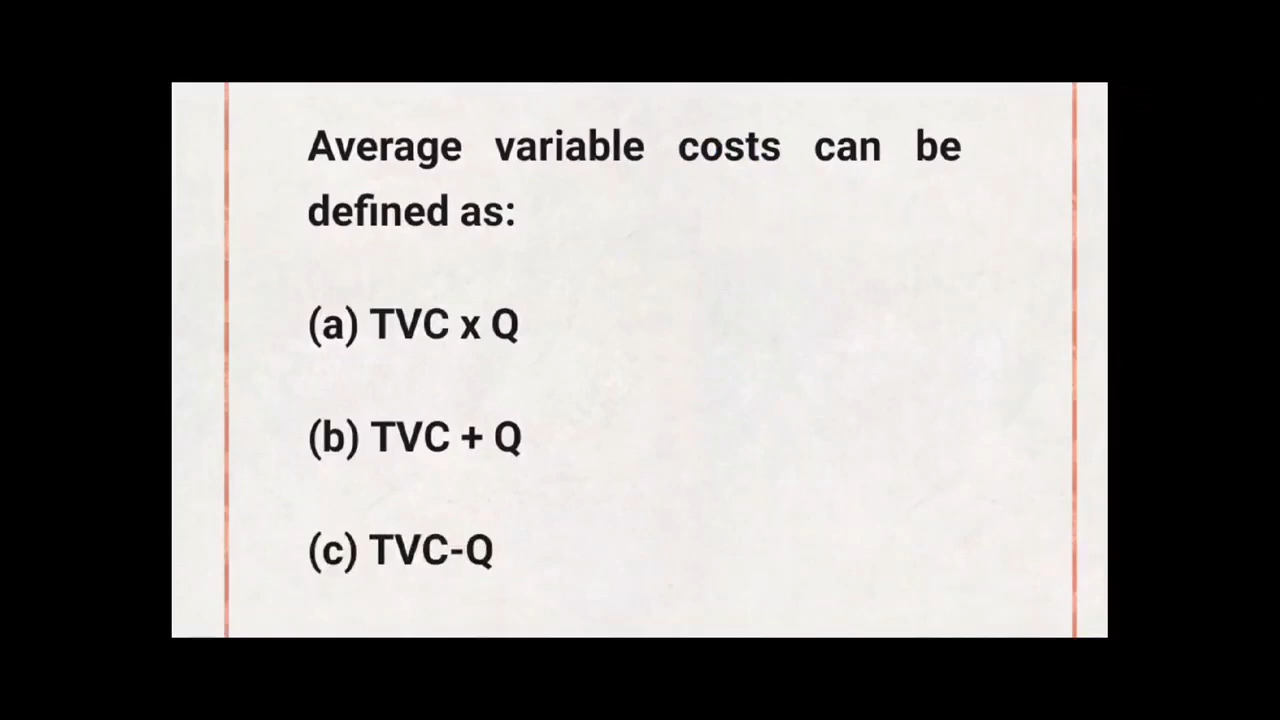 Average variable costs can be
defined as:
(a) TVC x Q
(b) TVC + Q
(c) TVC-Q